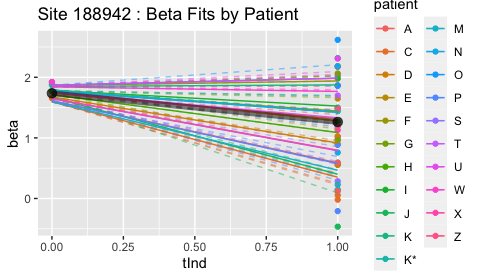 Site 188942 : Beta Fits by Patient
beta
2
1
0
0.00 0.25 0.50 0.75 1.00
tInd
patient
A
C
D
E
F
G
H
I
J
K
K*
M
N
O
P
S
T
U
W
X
Z